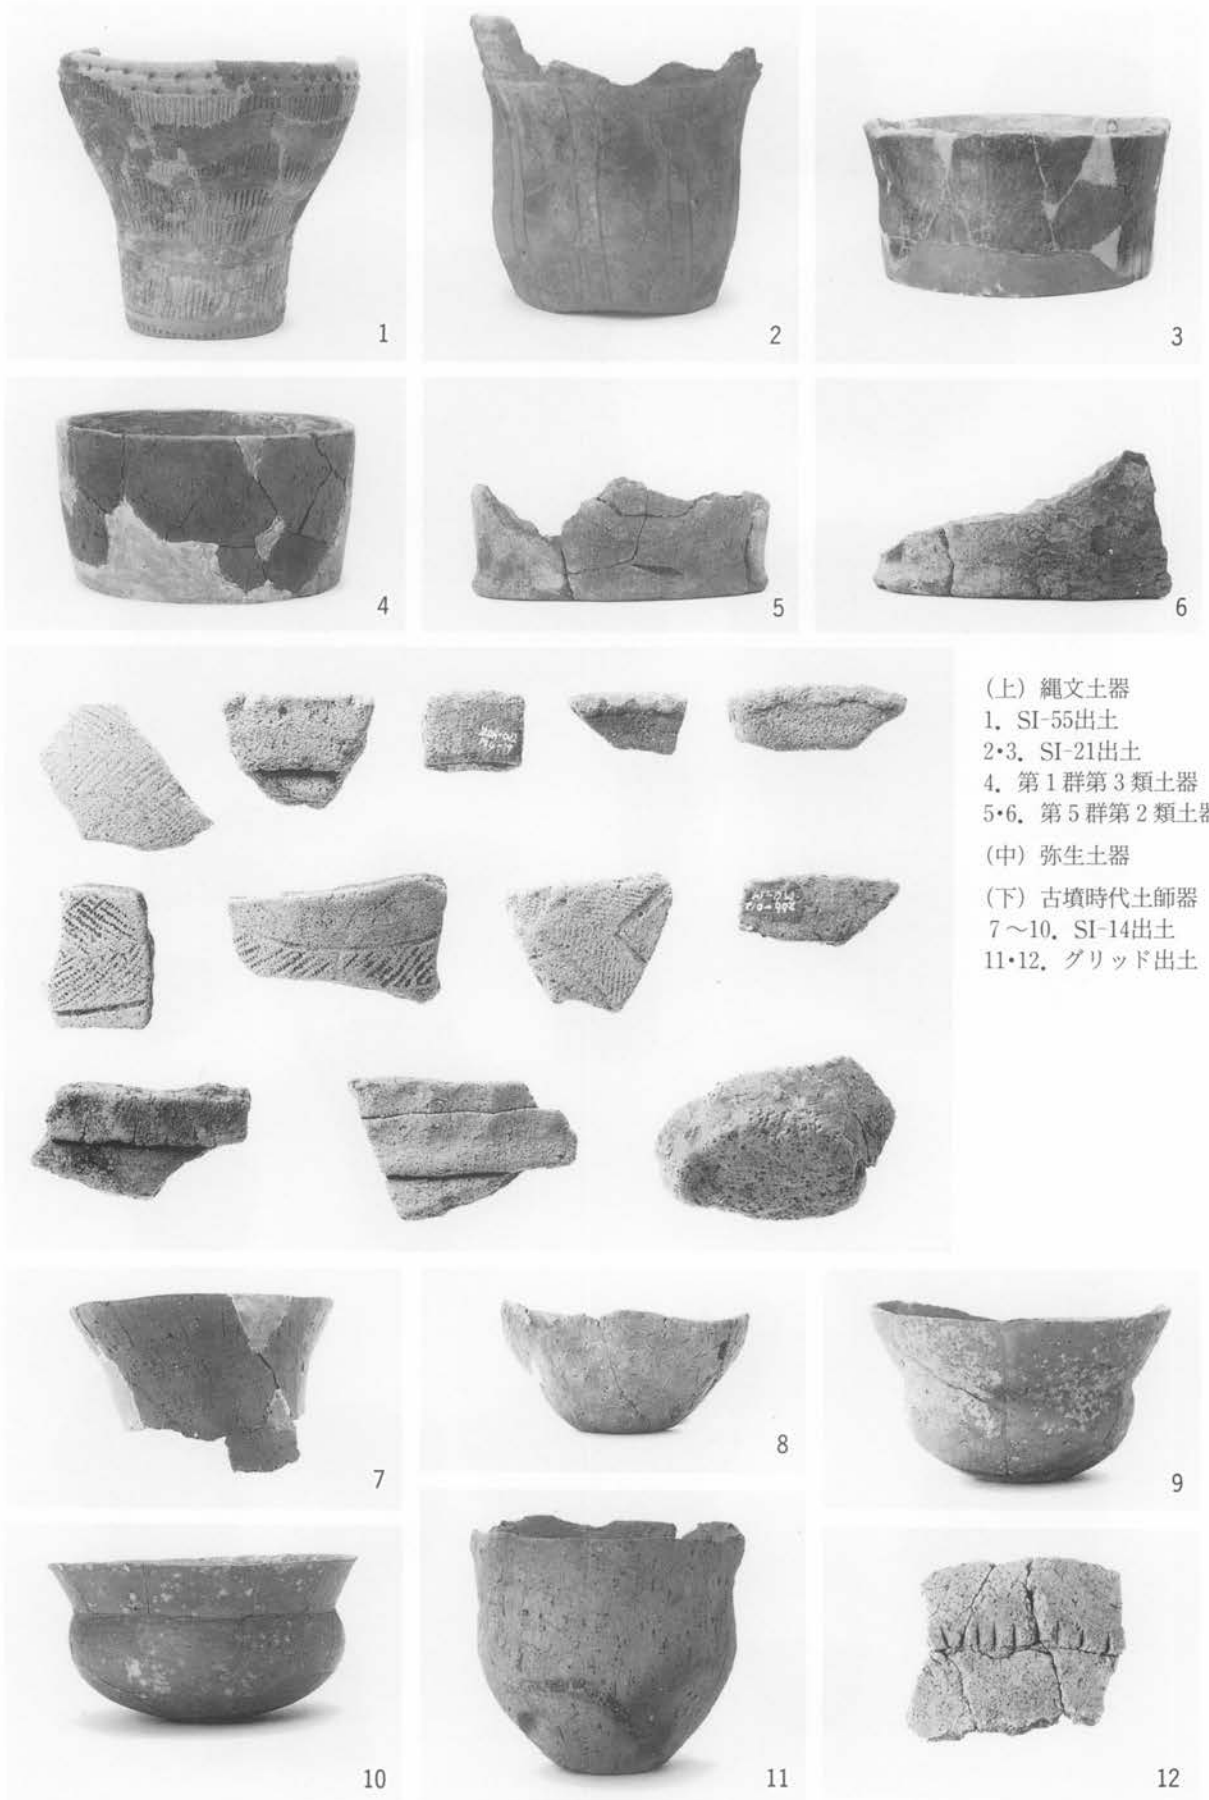 1
2
3
4
5
6
(上) 縄文土器
1. SI-55出土
2•3. SI-21出土
4. 第1群第3類土器
5•6. 第5群第2類土器
(中) 弥生土器
(下) 古墳時代土師器
7～10. SI-14出土
11•12. グリッド出土
7
8
9
10
11
12